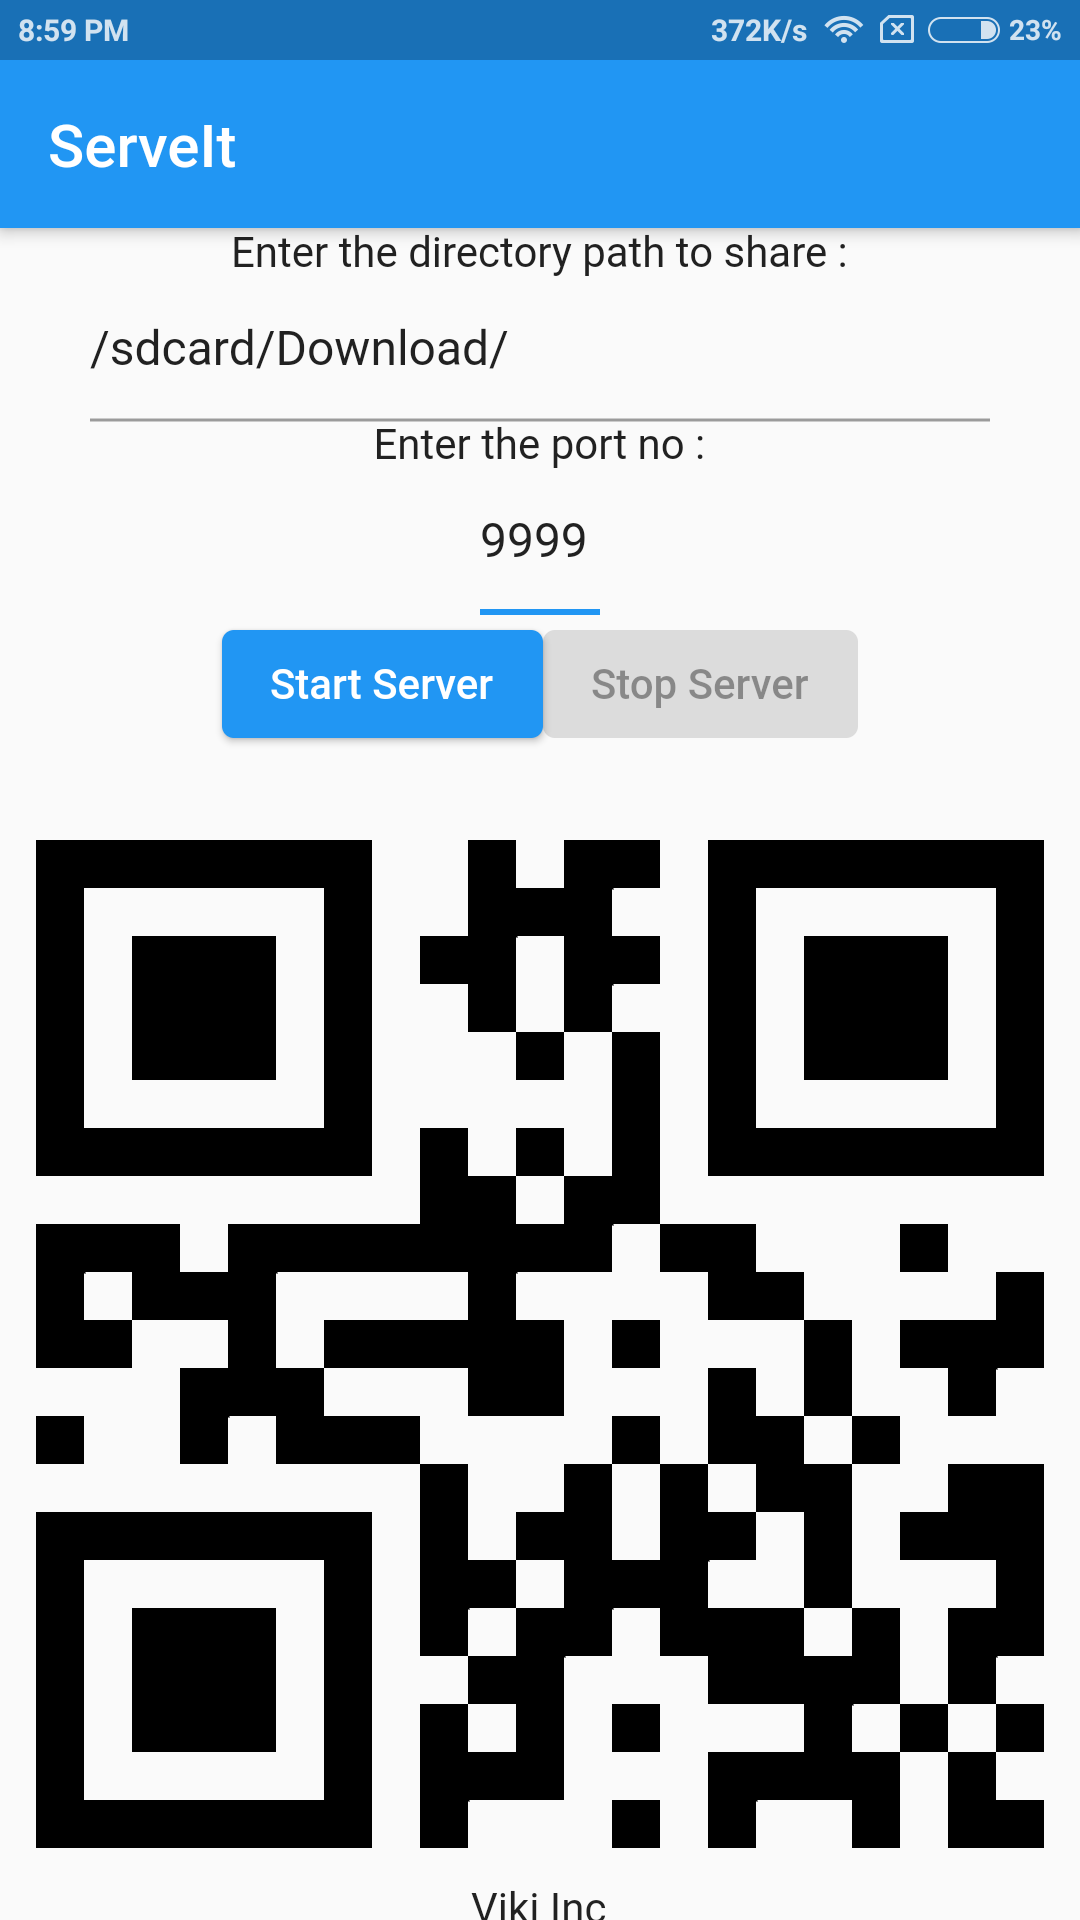 8:59 PM 372K/s 23%
ServeIt
Enter the directory path to share :
/sdcard/Download/
Enter the port no :
9999
Start Server Stop Server
Viki Inc